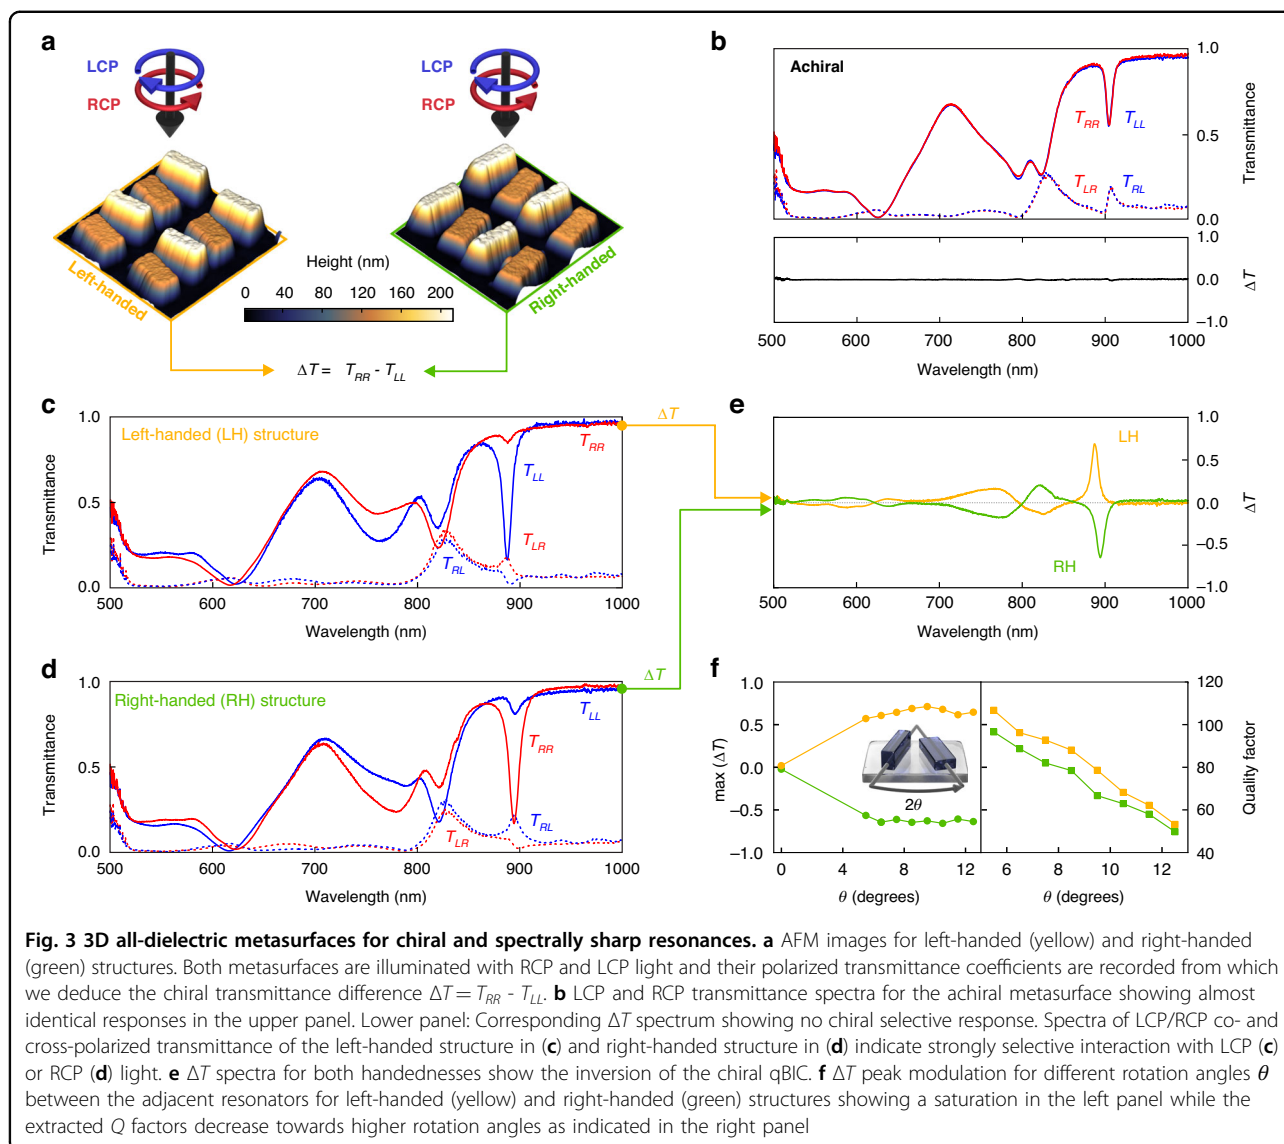 a
LCP
RCP
LCP
RCP
Left-handed
Right-handed
Height (nm)
0 40 80 120 160 200
ΔT = T_RR - T_LL
b
Achiral
T_RR T_LL
T_LR T_RL
1.0
0.5
0.0
Transmittance
1.0
0.0
−1.0
ΔT
500 600 700 800 900 1000
Wavelength (nm)
c
Left-handed (LH) structure
1.0
0.5
0.0
Transmittance
T_RR
T_LL
T_LR
T_RL
500 600 700 800 900 1000
Wavelength (nm)
ΔT
d
Right-handed (RH) structure
1.0
0.5
0.0
Transmittance
T_LL
T_RR
T_RL
T_LR
500 600 700 800 900 1000
Wavelength (nm)
ΔT
e
LH
RH
1.0
0.5
0.0
−0.5
−1.0
ΔT
500 600 700 800 900 1000
Wavelength (nm)
f
1.0
0.5
0.0
−0.5
−1.0
max (ΔT)
2θ
0 4 8 12
θ (degrees)
120
100
80
60
40
Quality factor
6 8 10 12
θ (degrees)
Fig. 3 3D all-dielectric metasurfaces for chiral and spectrally sharp resonances. a AFM images for left-handed (yellow) and right-handed
(green) structures. Both metasurfaces are illuminated with RCP and LCP light and their polarized transmittance coefficients are recorded from which
we deduce the chiral transmittance difference ΔT = T_RR - T_LL. b LCP and RCP transmittance spectra for the achiral metasurface showing almost
identical responses in the upper panel. Lower panel: Corresponding ΔT spectrum showing no chiral selective response. Spectra of LCP/RCP co- and
cross-polarized transmittance of the left-handed structure in (c) and right-handed structure in (d) indicate strongly selective interaction with LCP (c)
or RCP (d) light. e ΔT spectra for both handednesses show the inversion of the chiral qBIC. f ΔT peak modulation for different rotation angles θ
between the adjacent resonators for left-handed (yellow) and right-handed (green) structures showing a saturation in the left panel while the
extracted Q factors decrease towards higher rotation angles as indicated in the right panel